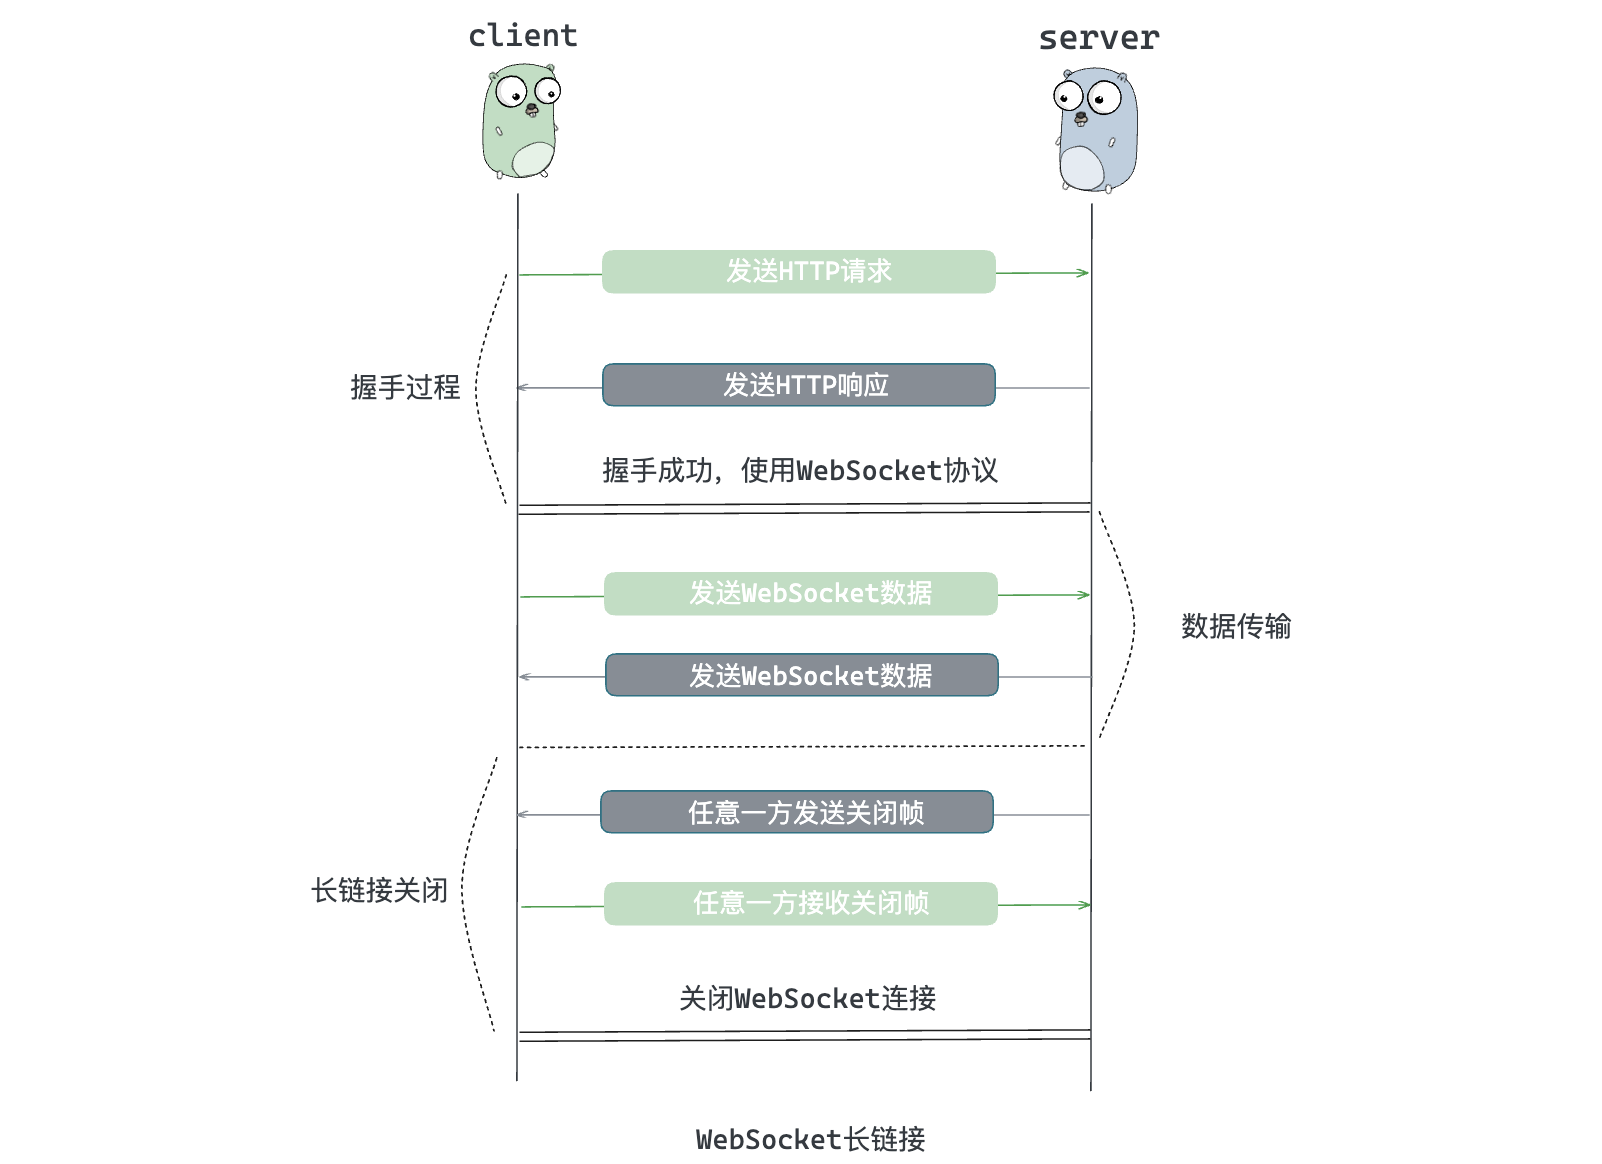 client
server
发送HTTP请求
握手过程
发送HTTP响应
握手成功，使用WebSocket协议
发送WebSocket数据
数据传输
发送WebSocket数据
任意一方发送关闭帧
长链接关闭
任意一方接收关闭帧
关闭WebSocket连接
WebSocket长链接